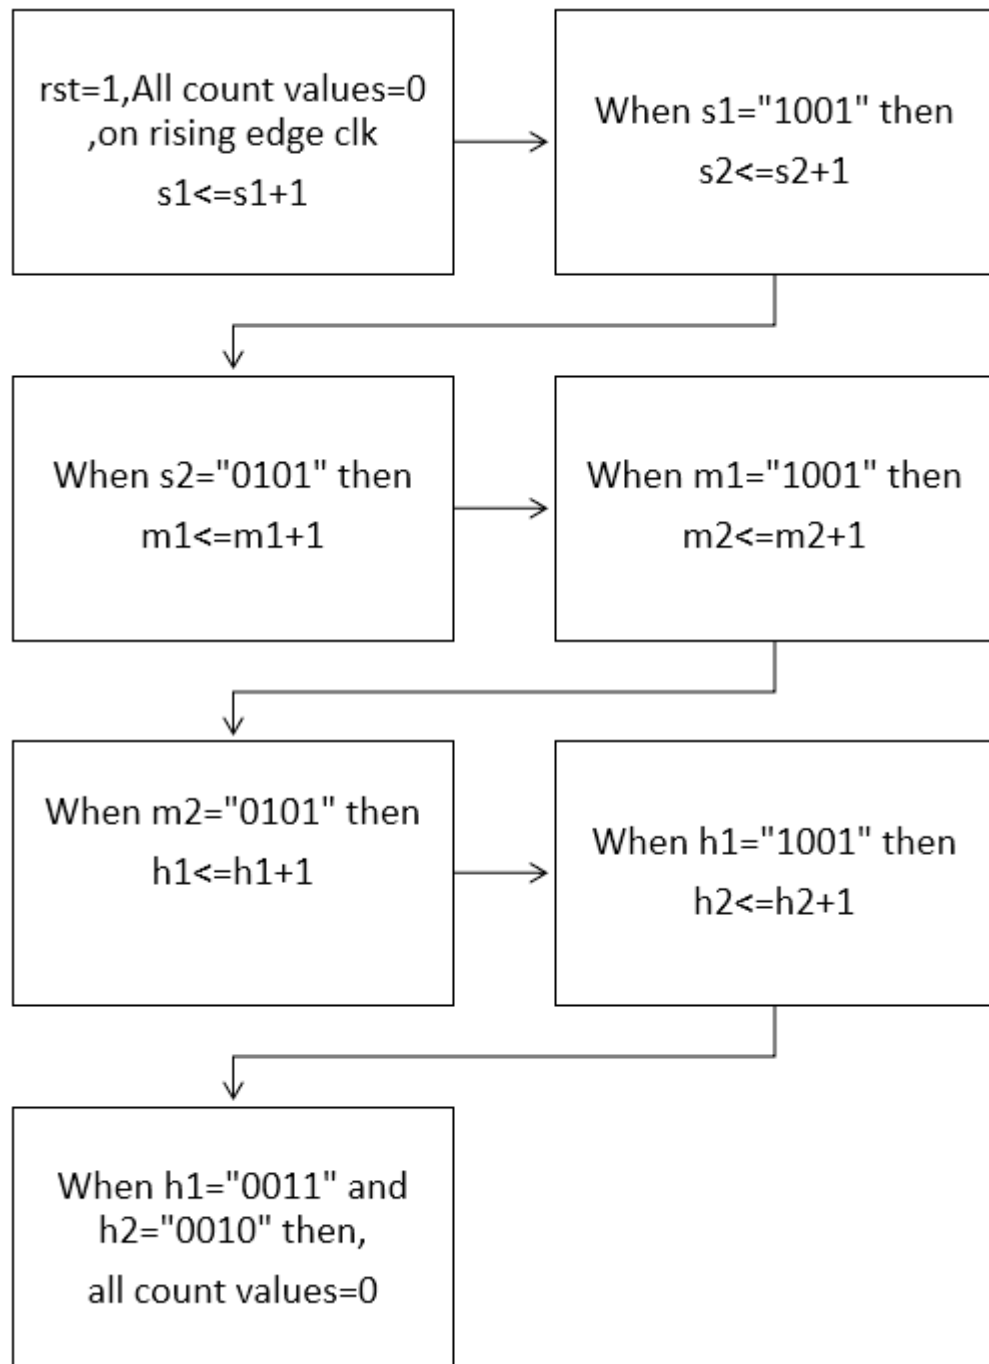 rst=1,All count values=0
,on rising edge clk
s1<=s1+1
When s1="1001" then
s2<=s2+1
When s2="0101" then
m1<=m1+1
When m1="1001" then
m2<=m2+1
When m2="0101" then
h1<=h1+1
When h1="1001" then
h2<=h2+1
When h1="0011" and
h2="0010" then,
all count values=0